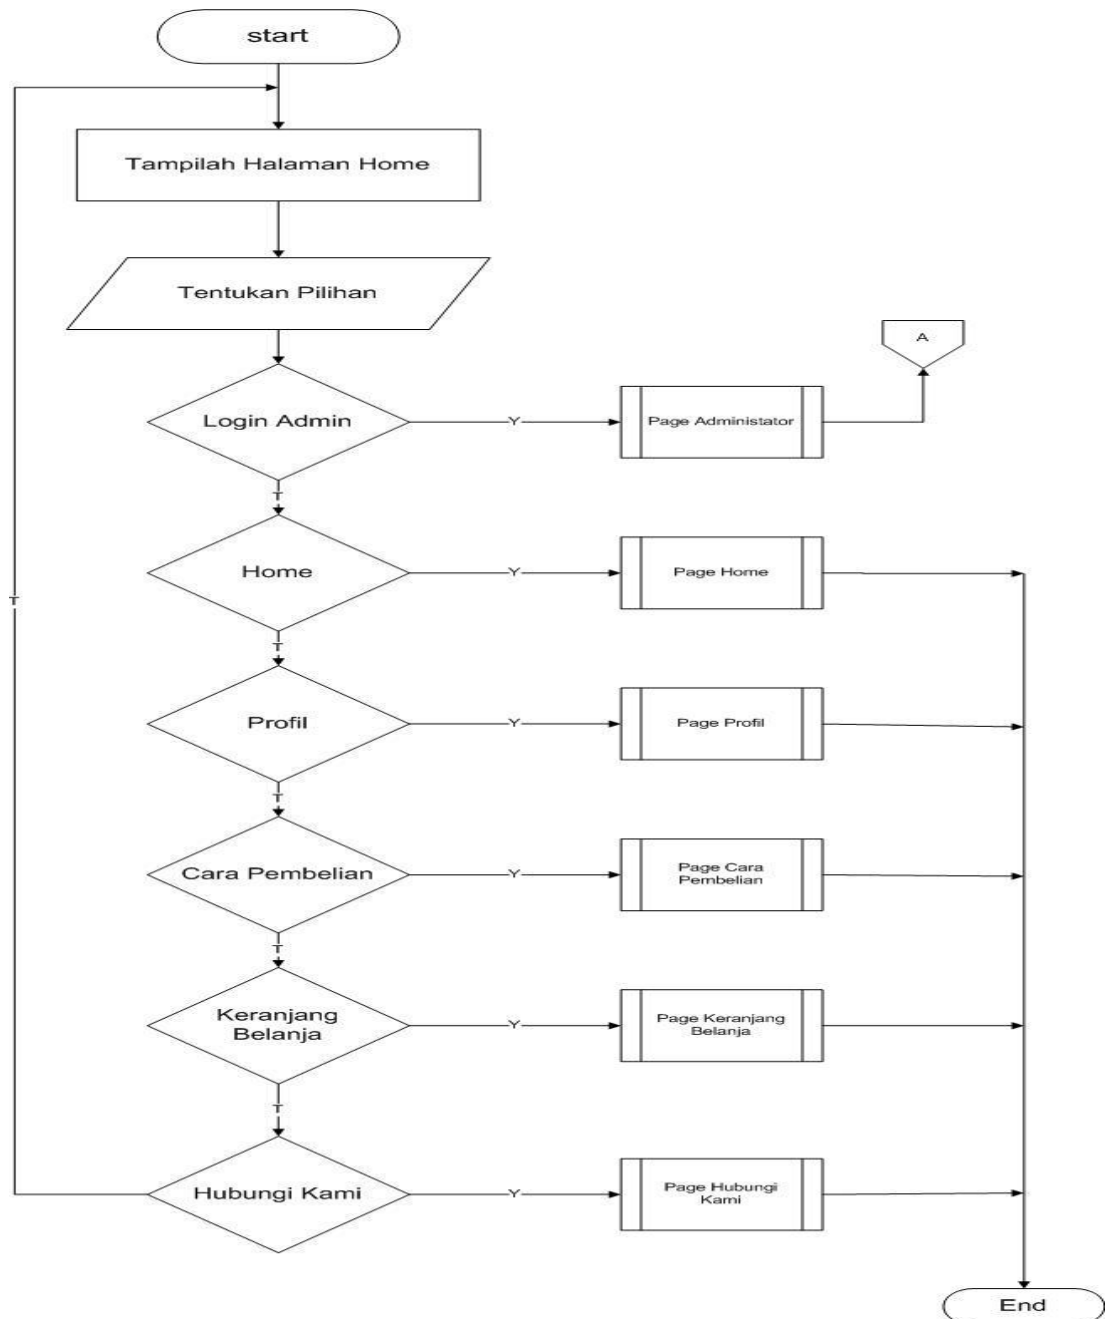 start
Tampilah Halaman Home
Tentukan Pilihan
A
Login Admin
Y
Page Administator
T
Home
Y
Page Home
T
T
Profil
Y
Page Profil
T
Cara Pembelian
Y
Page Cara
Pembelian
T
Keranjang
Belanja
Y
Page Keranjang
Belanja
T
Hubungi Kami
Y
Page Hubungi
Kami
End